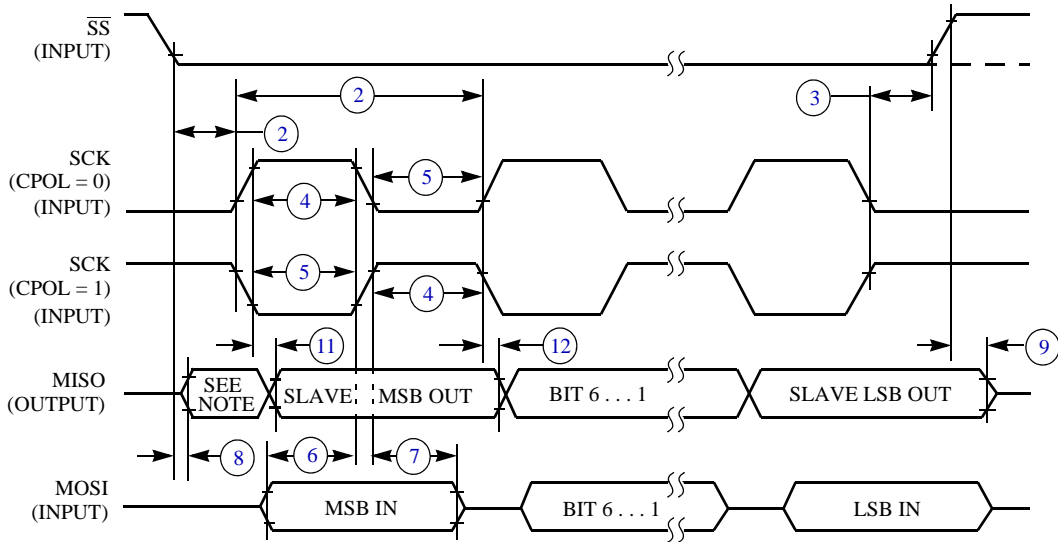 SS
(INPUT)
2
3
2
SCK
(CPOL = 0)
(INPUT)
5
4
SCK
(CPOL = 1)
(INPUT)
5
4
11
12
9
MISO
(OUTPUT)
SEE
NOTE
SLAVE
MSB OUT
BIT 6 . . . 1
SLAVE LSB OUT
8
6
7
MOSI
(INPUT)
MSB IN
BIT 6 . . . 1
LSB IN